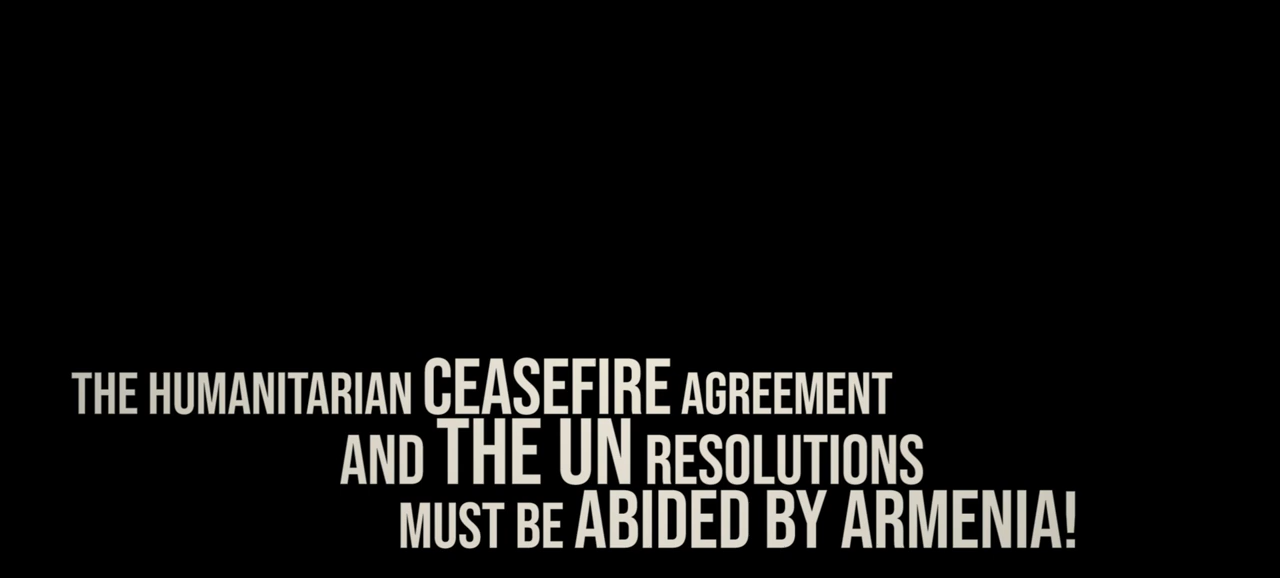 THE HUMANITARIAN CEASEFIRE AGREEMENT
AND THE UN RESOLUTIONS
MUST BE ABIDED BY ARMENIA!